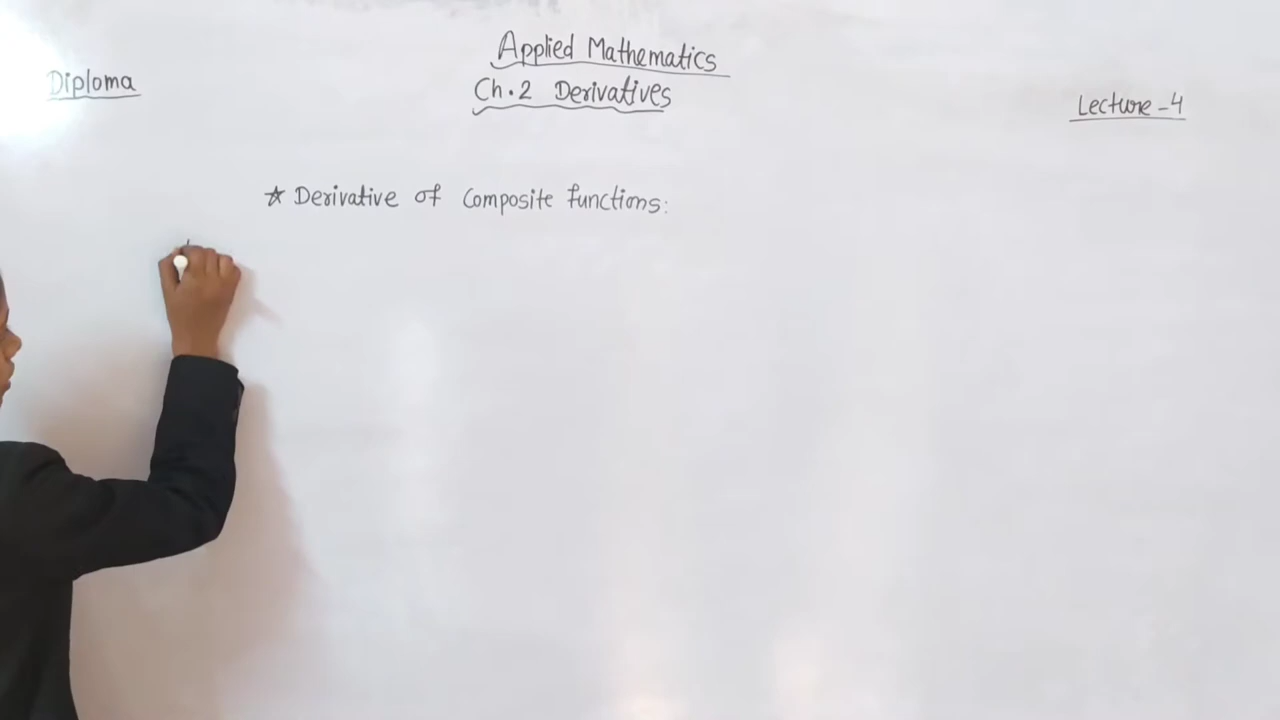 Applied Mathematics
Diploma
Ch.2 Derivatives
Lecture-4
☆ Derivative of Composite functions: